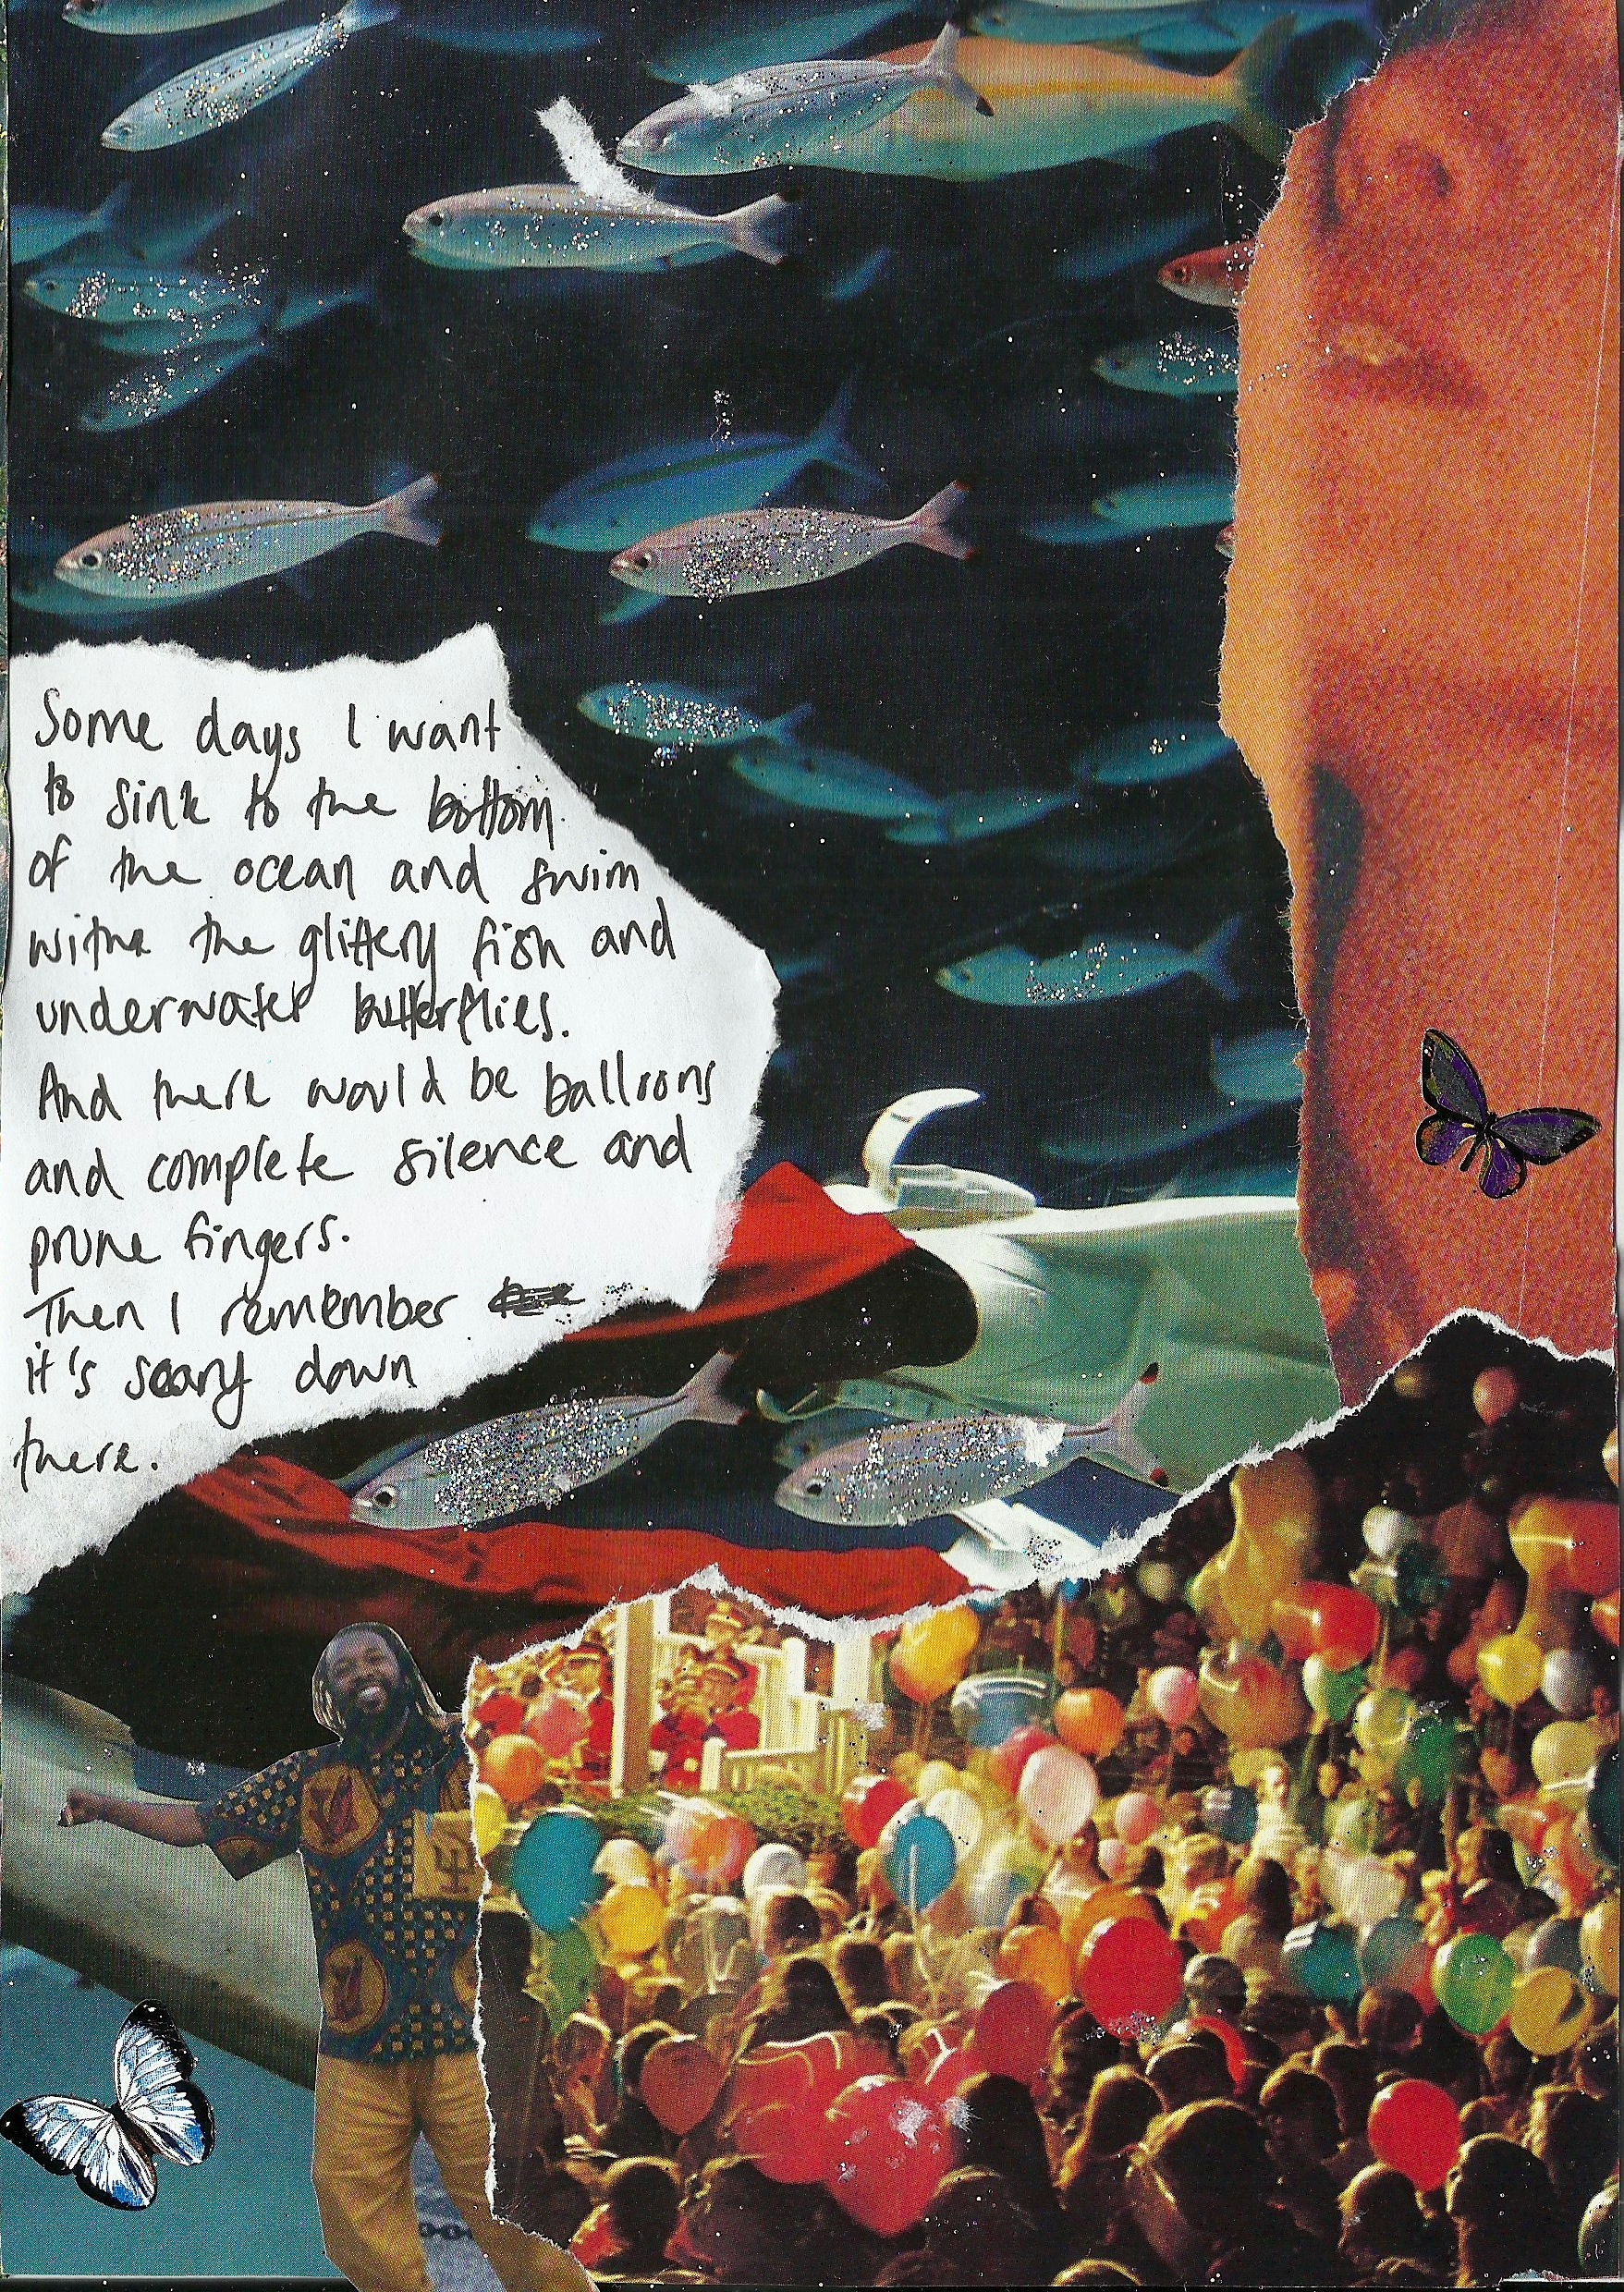 Some days I want
to sink to the bottom
of the ocean and swim
with the glittery fish and
underwater butterflies.
And there would be balloons
and complete silence and
prune fingers.
Then I remember
it's scary down
there.